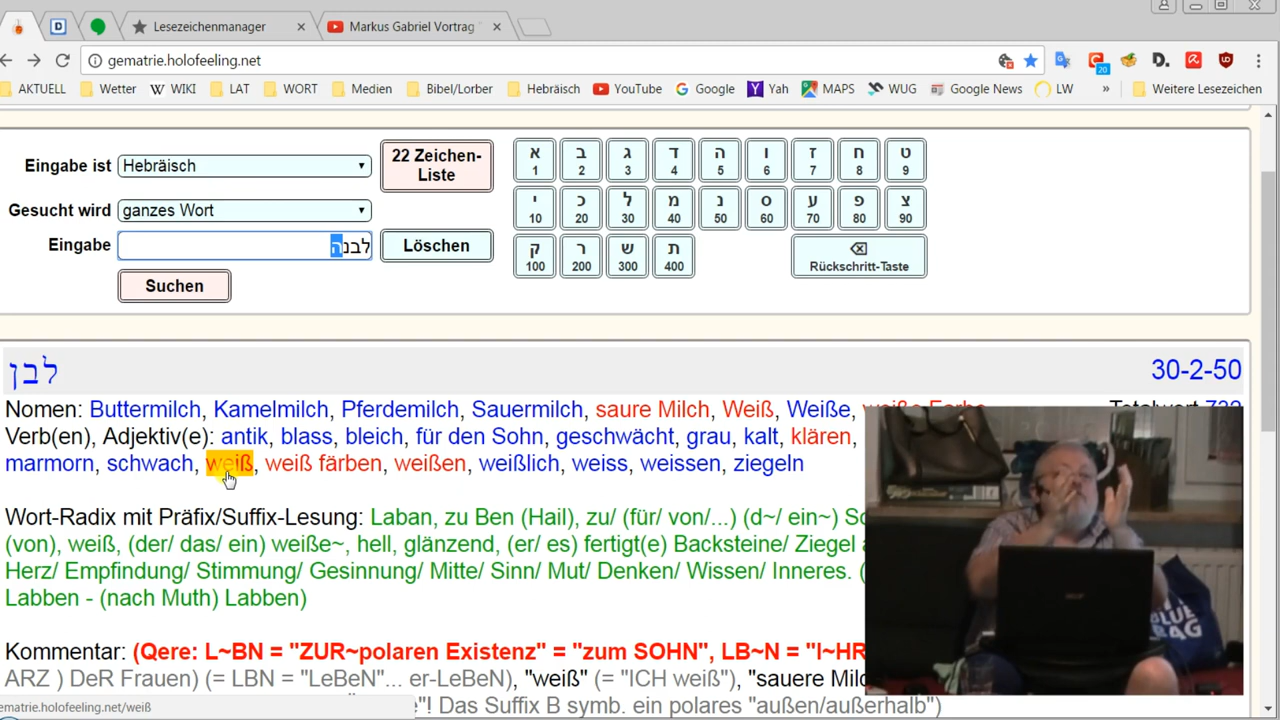 Lesezeichenmanager
Markus Gabriel Vortrag
gematrie.holofeeling.net
20
AKTUELL Wetter WIKI LAT WORT Medien Bibel/Lorber Hebräisch YouTube Google Yah MAPS WUG Google News LW » Weitere Lesezeichen
Eingabe ist Hebräisch
22 Zeichen-
Liste
Gesucht wird ganzes Wort
Eingabe לבנה Löschen
Suchen
א ב ג ד ה ו ז ח ט
1 2 3 4 5 6 7 8 9
י כ ל מ נ ס ע פ צ
10 20 30 40 50 60 70 80 90
ק ר ש ת
100 200 300 400 Rückschritt-Taste
לבן 30-2-50
Nomen: Buttermilch, Kamelmilch, Pferdemilch, Sauermilch, saure Milch, Weiß, Weiße, weiße Farbe
Totalwert
Verb(en), Adjektiv(e): antik, blass, bleich, für den Sohn, geschwächt, grau, kalt, klären,
marmorn, schwach, weiß, weiß färben, weißen, weißlich, weiss, weissen, ziegeln
Wort-Radix mit Präfix/Suffix-Lesung: Laban, zu Ben (Hail), zu/ (für/ von/...) (d~/ ein~)
(von), weiß, (der/ das/ ein) weiße~, hell, glänzend, (er/ es) fertigt(e) Backsteine/ Ziegel
Herz/ Empfindung/ Stimmung/ Gesinnung/ Mitte/ Sinn/ Mut/ Denken/ Wissen/ Inneres.
Labben - (nach Muth) Labben)
Kommentar: (Qere: L~BN = "ZUR~polaren Existenz" = "zum SOHN", LB~N = "I~HR
ARZ ) DeR Frauen) (= LBN = "LeBeN"... er-LeBeN), "weiß" (= "ICH weiß"), "sauere
"! Das Suffix B symb. ein polares "außen/außerhalb")
ematrie.holofeeling.net/weiß
BLUE